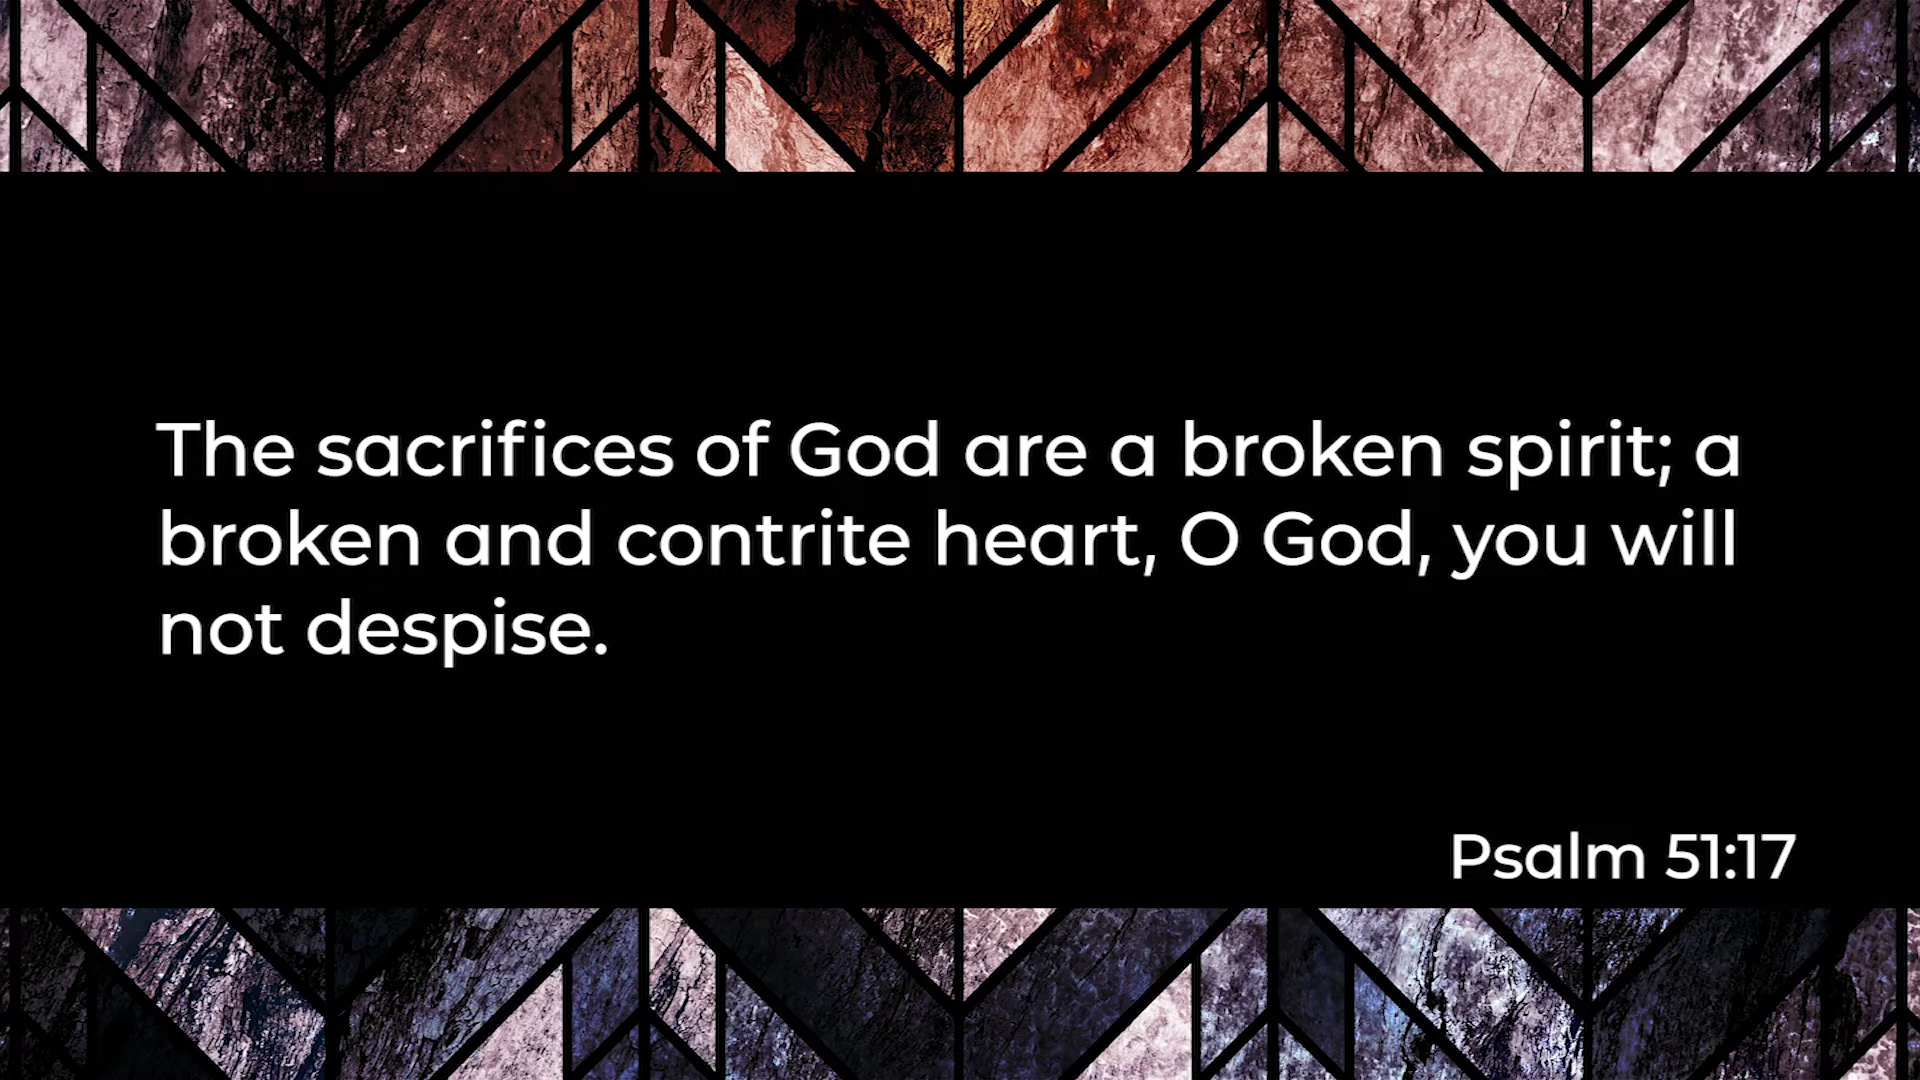 The sacrifices of God are a broken spirit; a
broken and contrite heart, O God, you will
not despise.
Psalm 51:17